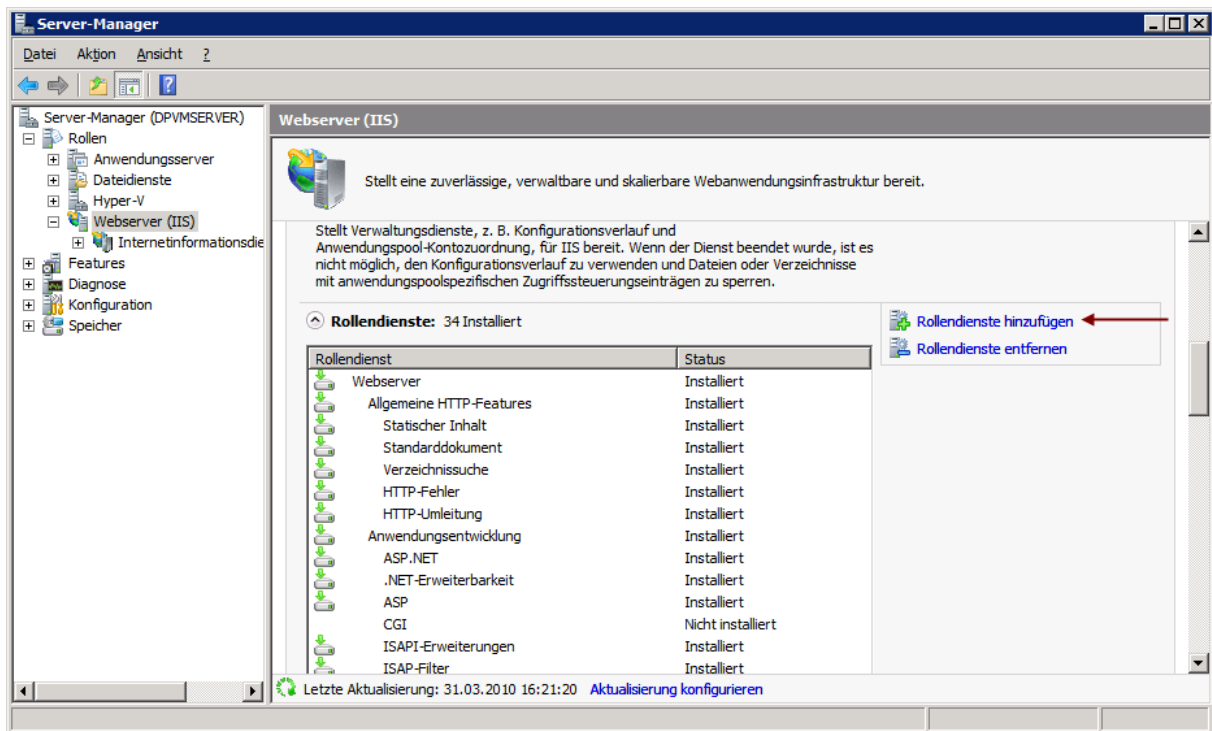 Server-Manager
Datei Aktion Ansicht ?
Server-Manager (DPVMSERVER)
Rollen
Anwendungsserver
Dateidienste
Hyper-V
Webserver (IIS)
Internetinformationsdie
Features
Diagnose
Konfiguration
Speicher
Webserver (IIS)
Stellt eine zuverlässige, verwaltbare und skalierbare Webanwendungsinfrastruktur bereit.
Stellt Verwaltungsdienste, z. B. Konfigurationsverlauf und
Anwendungspool-Kontozuordnung, für IIS bereit. Wenn der Dienst beendet wurde, ist es
nicht möglich, den Konfigurationsverlauf zu verwenden und Dateien oder Verzeichnisse
mit anwendungspoolspezifischen Zugriffssteuerungseinträgen zu sperren.
Rollendienste: 34 Installiert
Rollendienste hinzufügen
Rollendienste entfernen
Rollendienst Status
Webserver Installiert
Allgemeine HTTP-Features Installiert
Statischer Inhalt Installiert
Standarddokument Installiert
Verzeichnissuche Installiert
HTTP-Fehler Installiert
HTTP-Umleitung Installiert
Anwendungsentwicklung Installiert
ASP.NET Installiert
.NET-Erweiterbarkeit Installiert
ASP Installiert
CGI Nicht installiert
ISAPI-Erweiterungen Installiert
ISAP-Filter Installiert
Letzte Aktualisierung: 31.03.2010 16:21:20 Aktualisierung konfigurieren